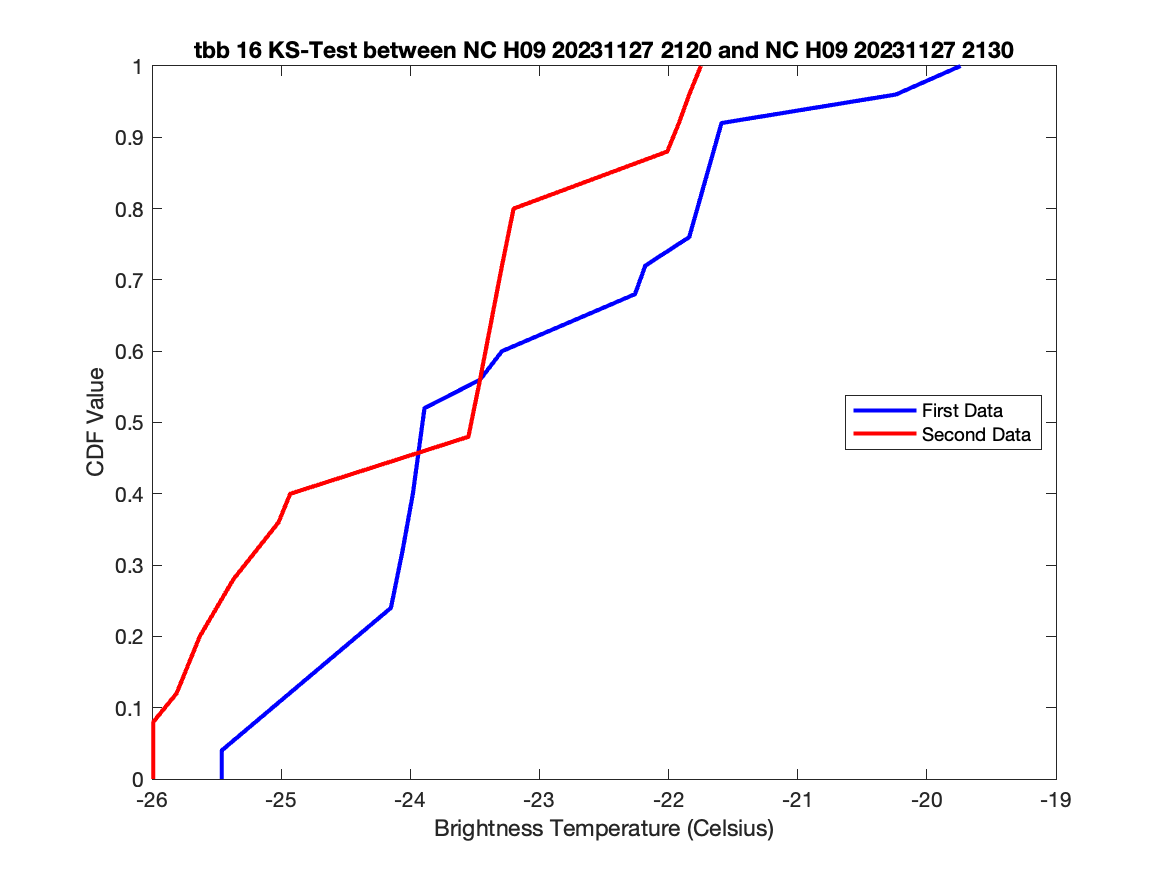 tbb 16 KS-Test between NC H09 20231127 2120 and NC H09 20231127 2130
1
0.9
0.8
0.7
0.6
0.5
0.4
0.3
0.2
0.1
0
CDF Value
First Data
Second Data
-26 -25 -24 -23 -22 -21 -20 -19
Brightness Temperature (Celsius)